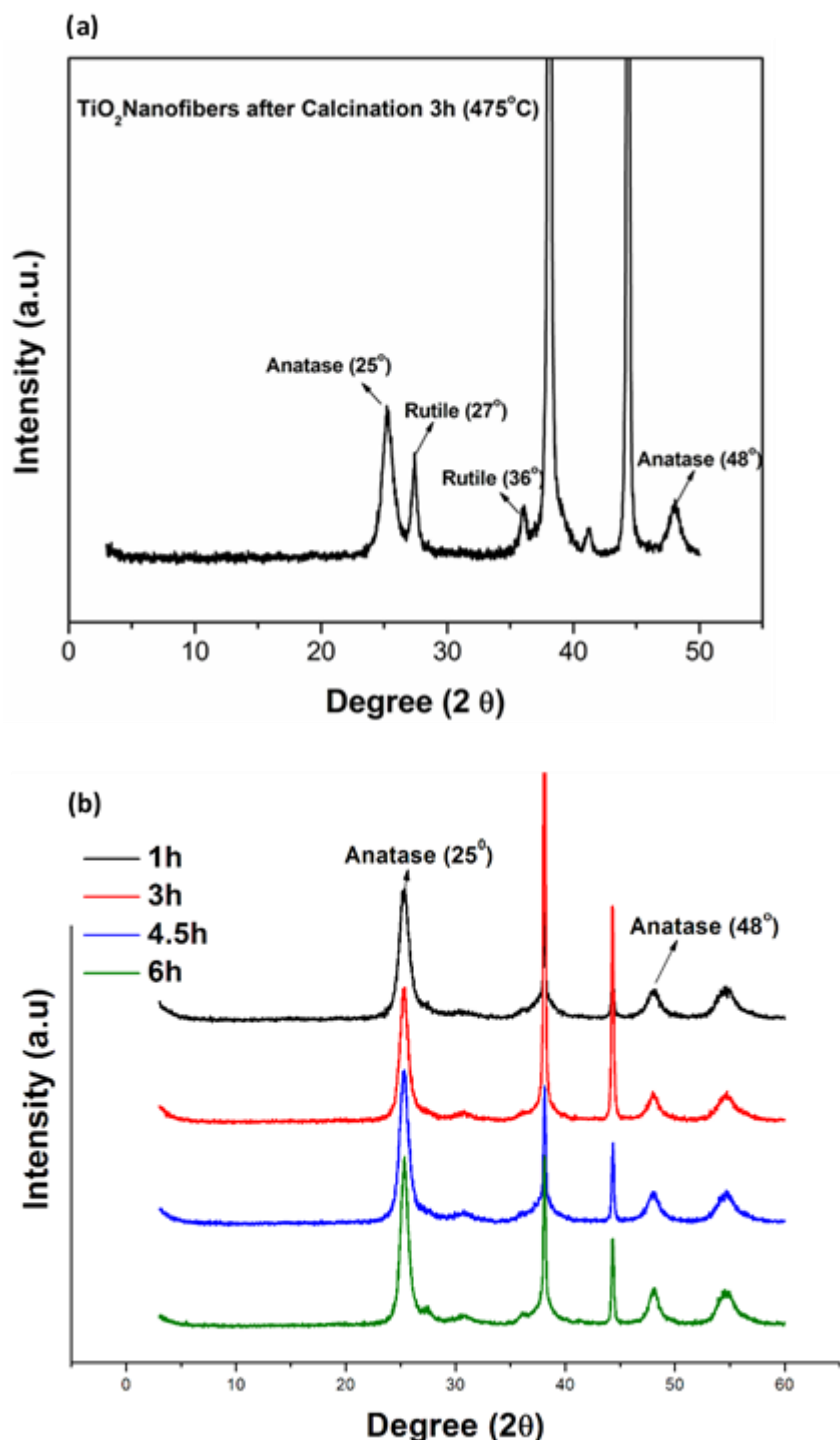 (a)
TiO₂Nanofibers after Calcination 3h (475°C)
Anatase (25°)
Rutile (27°)
Rutile (36°)
Anatase (48°)
Intensity (a.u.)
0 10 20 30 40 50
Degree (2 θ)
(b)
1h
3h
4.5h
6h
Anatase (25⁰)
Anatase (48°)
Intensity (a.u)
0 10 20 30 40 50 60
Degree (2θ)